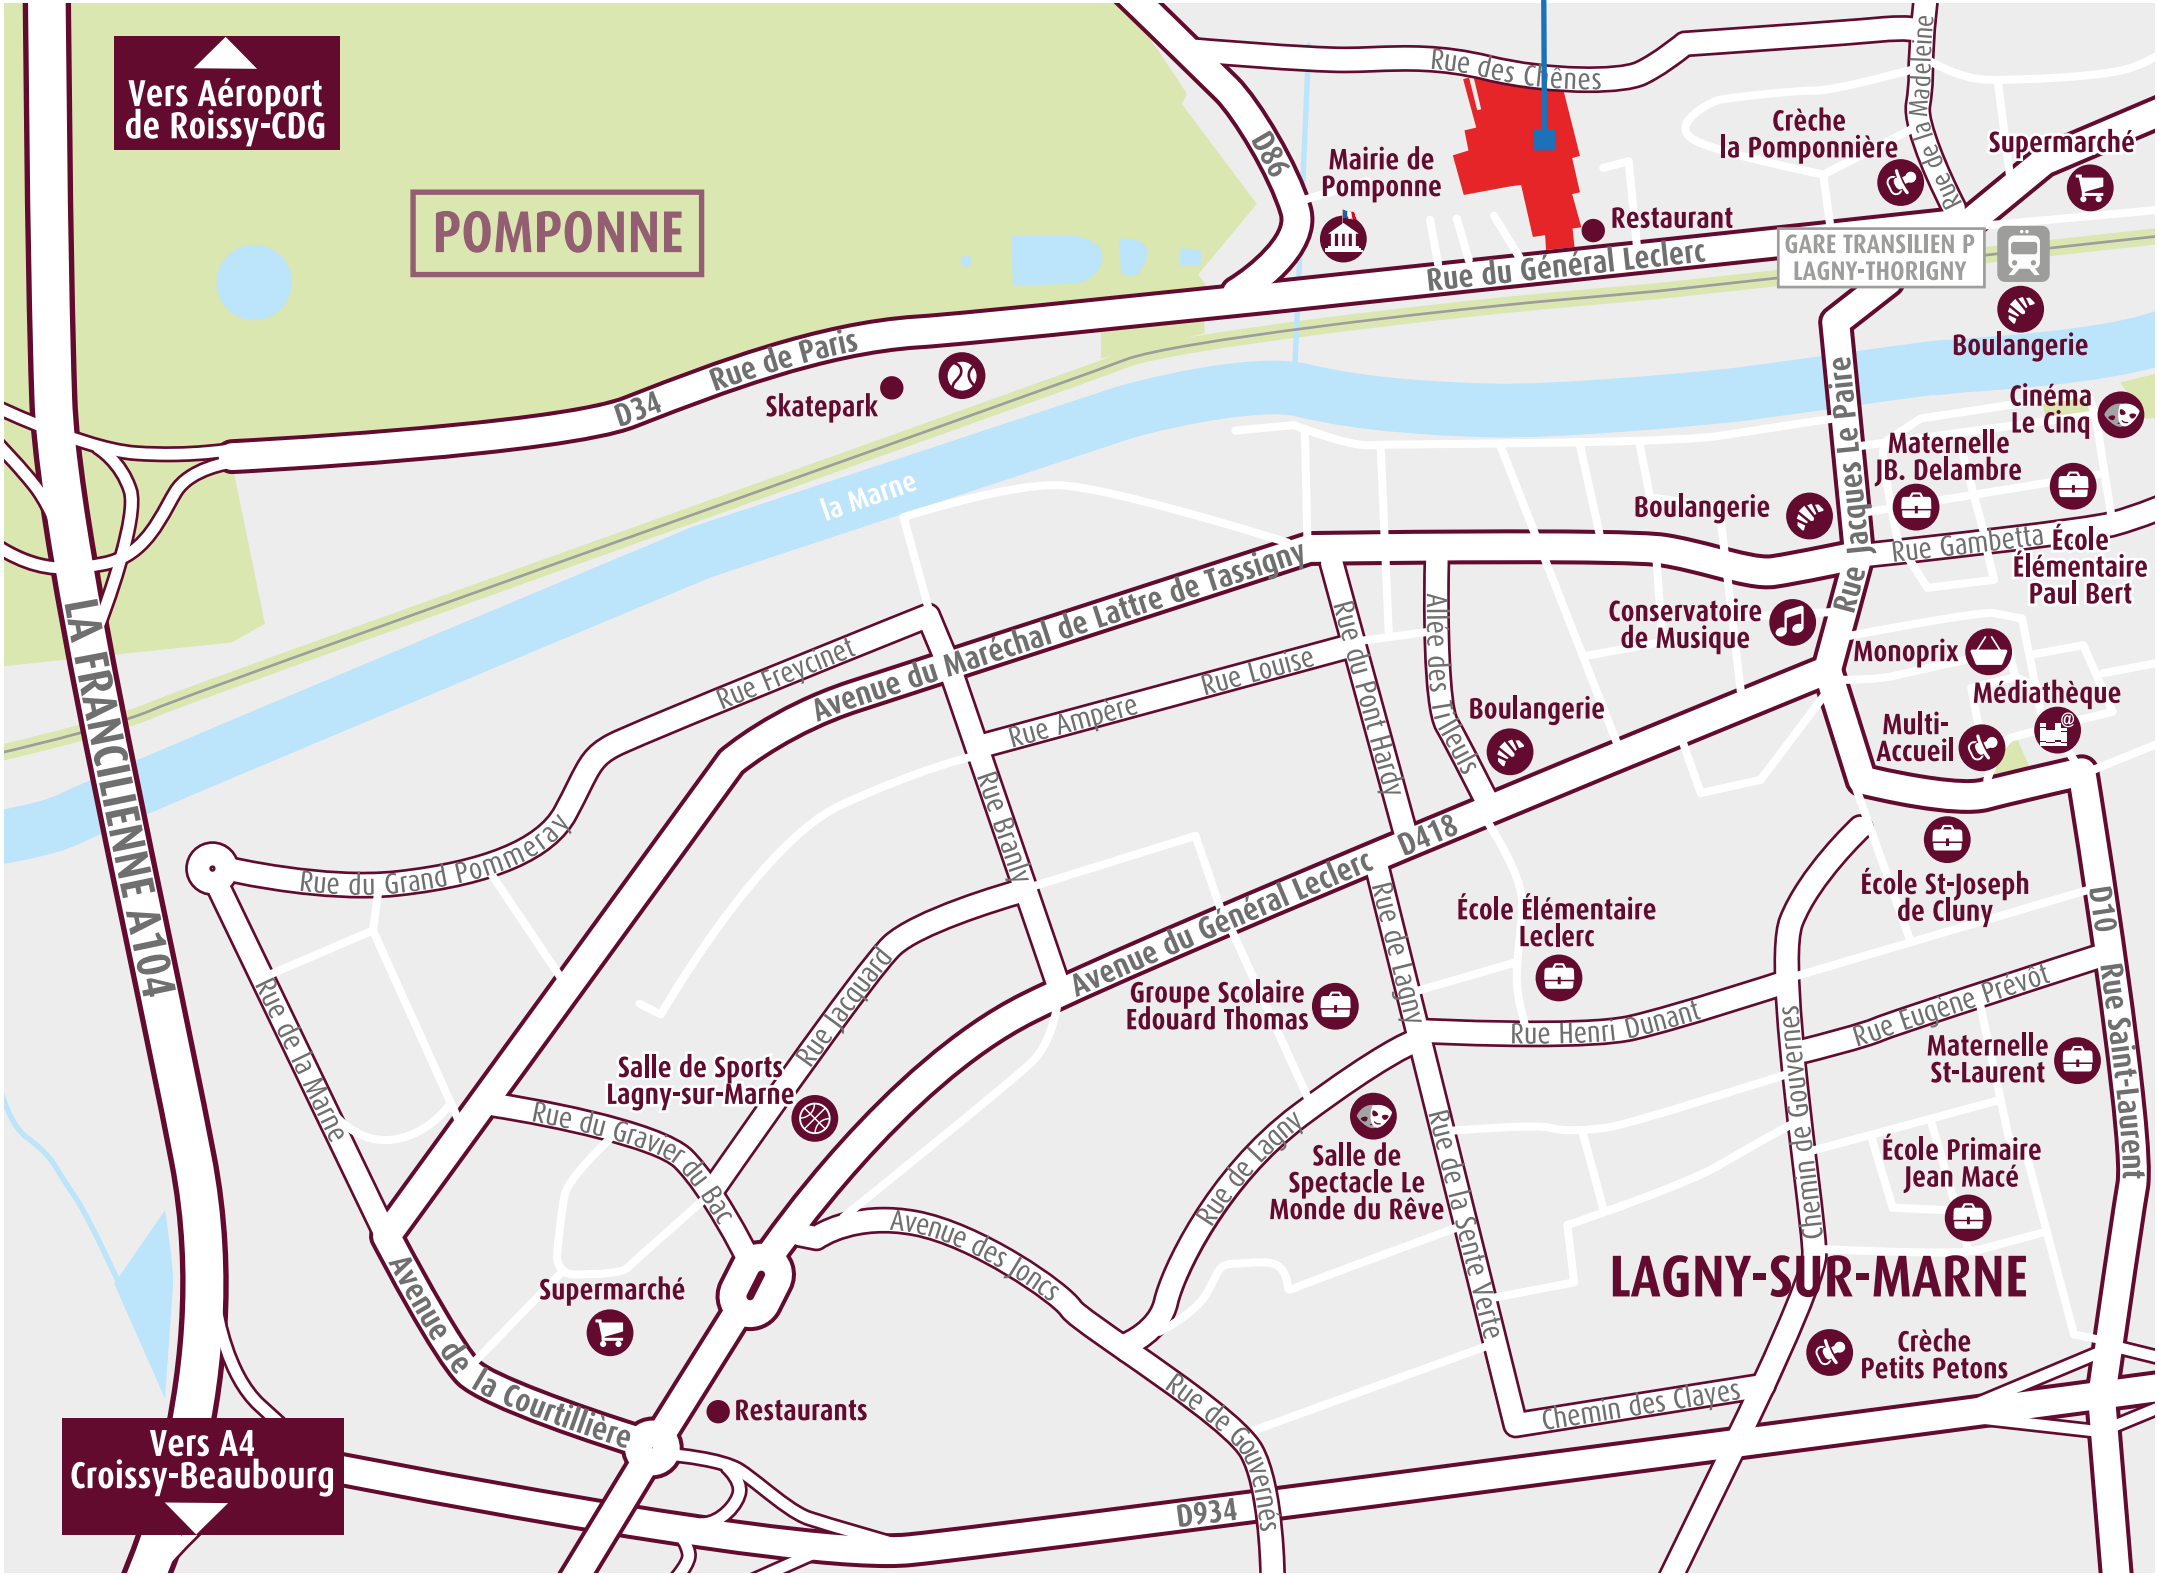 Vers Aéroport
de Roissy-CDG
POMPONNE
Rue des Chênes
Rue de la Madeleine
D86
Mairie de
Pomponne
Crèche
la Pomponnière
Supermarché
Restaurant
Rue du Général Leclerc
GARE TRANSILIEN P
LAGNY-THORIGNY
Boulangerie
Rue de Paris
D34
Skatepark
la Marne
Rue Jacques Le Paire
Cinéma
Le Cinq
Maternelle
JB. Delambre
Boulangerie
Rue Gambetta
École
Élémentaire
Paul Bert
Conservatoire
de Musique
Monoprix
Médiathèque
@
Multi-
Accueil
LA FRANCILIENNE A104
Avenue du Maréchal de Lattre de Tassigny
Rue Freycinet
Rue Ampère
Rue Louise
Rue du Pont Hardy
Allée des Tilleuls
Boulangerie
Rue du Grand Pommeray
Rue Branly
D418
Avenue du Général Leclerc
École St-Joseph
de Cluny
D10
Rue Saint-Laurent
École Élémentaire
Leclerc
Rue de Lagny
Groupe Scolaire
Edouard Thomas
Rue Henri Dunant
Rue Eugène Prévôt
Maternelle
St-Laurent
Rue de la Marne
Rue Jacquard
Salle de Sports
Lagny-sur-Marne
Rue du Gravier du Bac
Rue de Lagny
Salle de
Spectacle Le
Monde du Rêve
Rue de la Sente Verte
Chemin de Gouvernes
École Primaire
Jean Macé
Avenue des Joncs
LAGNY-SUR-MARNE
Supermarché
Avenue de la Courtillière
Crèche
Petits Petons
Restaurants
Rue de Gouvernes
Chemin des Clayes
Vers A4
Croissy-Beaubourg
D934